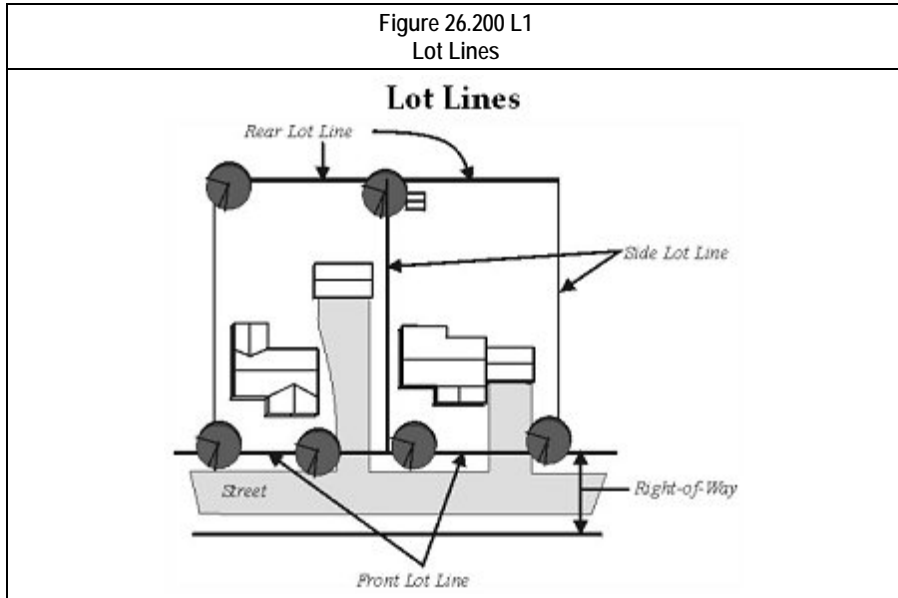 Figure 26.200 L1
Lot Lines
Lot Lines
Rear Lot Line
Side Lot Line
Street
Right-of-Way
Front Lot Line